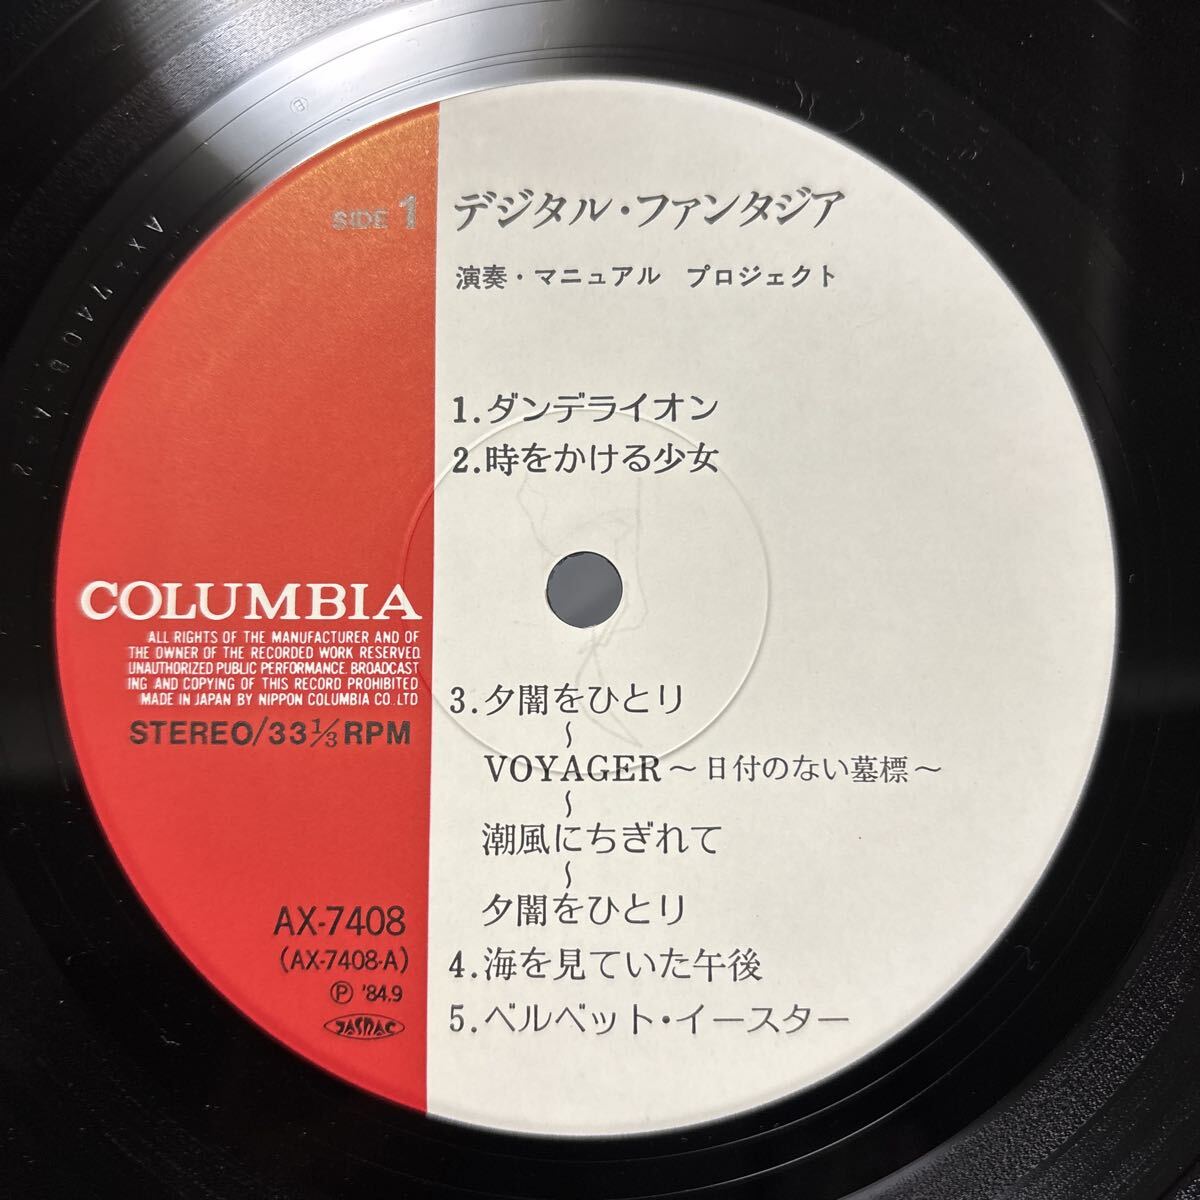 SIDE 1
デジタル・ファンタジア
演奏・マニュアル プロジェクト
1.ダンデライオン
2.時をかける少女
COLUMBIA
ALL RIGHTS OF THE MANUFACTURER AND OF
THE OWNER OF THE RECORDED WORK RESERVED.
UNAUTHORIZED PUBLIC PERFORMANCE. BROADCAST
ING AND COPYING OF THIS RECORD PROHIBITED
MADE IN JAPAN BY NIPPON COLUMBIA CO.,LTD
STEREO/33⅓RPM
3.夕闇をひとり
〜
VOYAGER〜日付のない墓標〜
〜
潮風にちぎれて
〜
夕闇をひとり
4.海を見ていた午後
5.ベルベット・イースター
AX-7408
(AX-7408-A)
Ⓟ '84.9
JASRAC
AX-7408-A-2